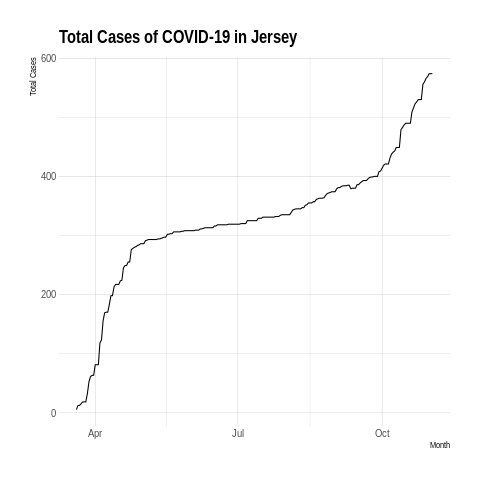 Total Cases of COVID-19 in Jersey
Total Cases
600
400
200
0
Apr
Jul
Oct
Month